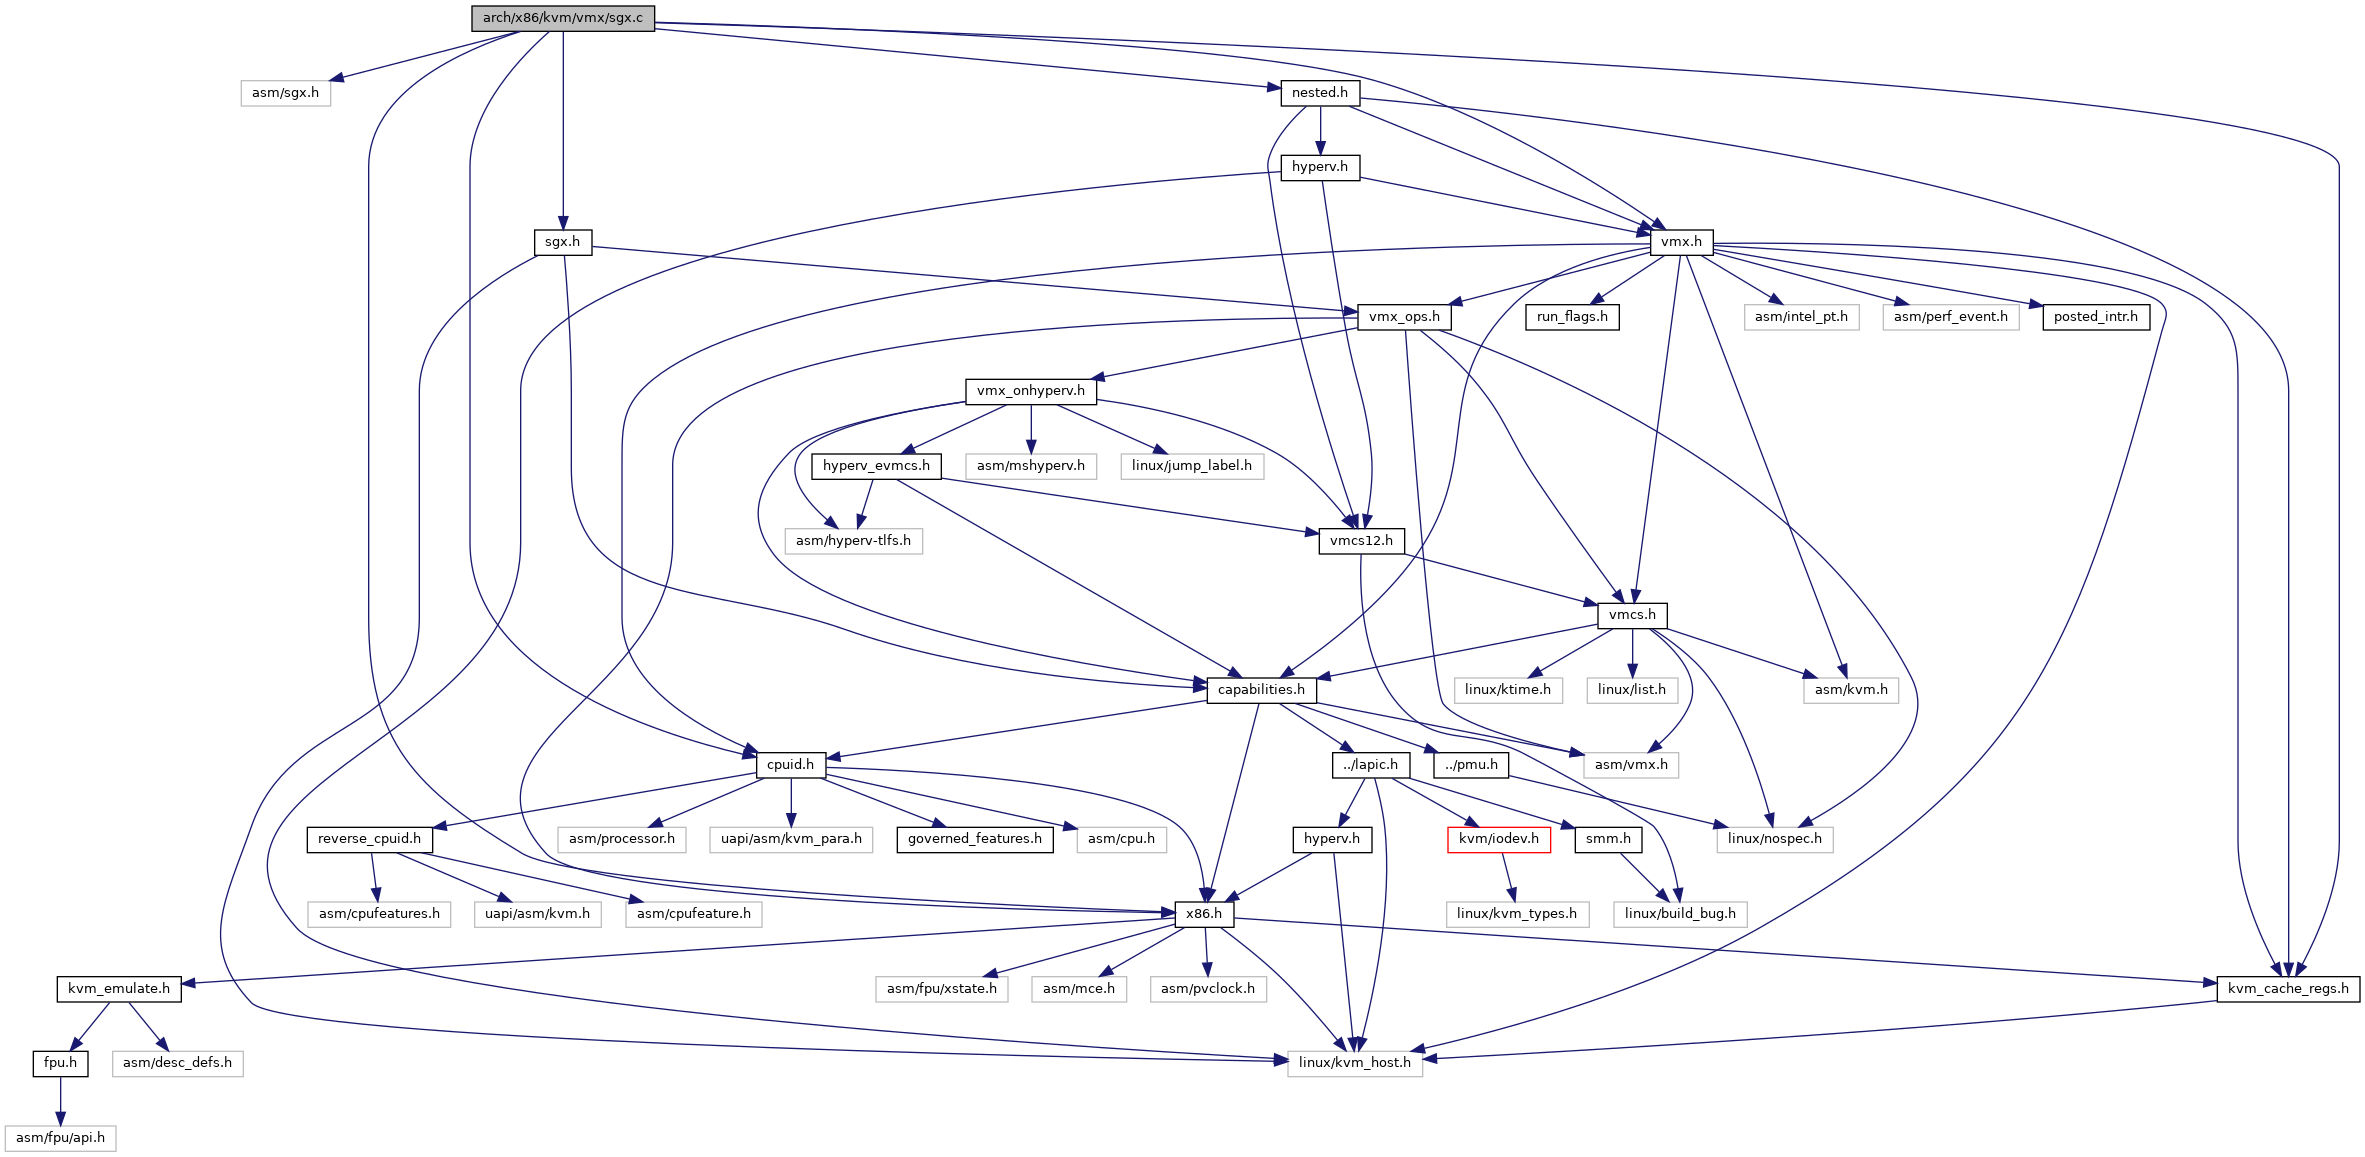 arch/x86/kvm/vmx/sgx.c
asm/sgx.h
nested.h
hyperv.h
sgx.h
vmx.h
vmx_ops.h
run_flags.h
asm/intel_pt.h
asm/perf_event.h
posted_intr.h
vmx_onhyperv.h
hyperv_evmcs.h
asm/mshyperv.h
linux/jump_label.h
asm/hyperv-tlfs.h
vmcs12.h
vmcs.h
capabilities.h
linux/ktime.h
linux/list.h
asm/kvm.h
cpuid.h
../lapic.h
../pmu.h
asm/vmx.h
reverse_cpuid.h
asm/processor.h
uapi/asm/kvm_para.h
governed_features.h
asm/cpu.h
hyperv.h
kvm/iodev.h
smm.h
linux/nospec.h
asm/cpufeatures.h
uapi/asm/kvm.h
asm/cpufeature.h
x86.h
linux/kvm_types.h
linux/build_bug.h
kvm_emulate.h
asm/fpu/xstate.h
asm/mce.h
asm/pvclock.h
kvm_cache_regs.h
fpu.h
asm/desc_defs.h
linux/kvm_host.h
asm/fpu/api.h